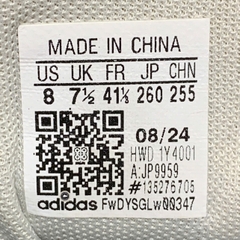 MADE IN CHINA
US UK FR JP CHN
8 7½ 41⅓ 260 255
08/24
HWD 1Y4001
A:JP9959
#135276705
adidas FwDYSGLw00347